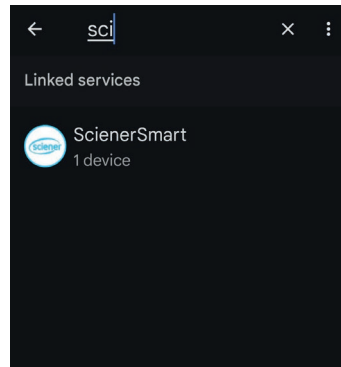 sci
Linked services
sciener
ScienerSmart
1 device